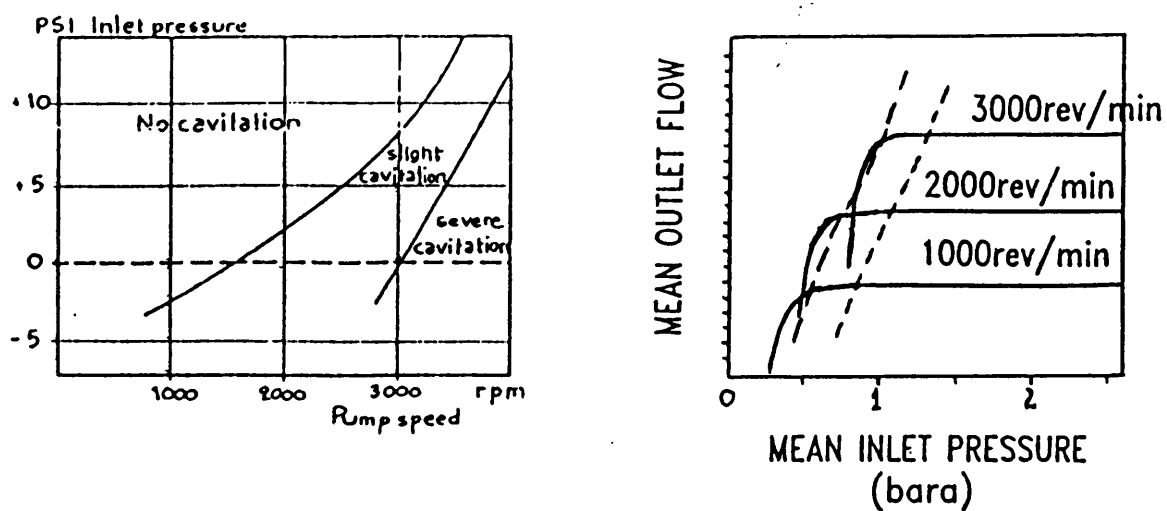 PSI Inlet pressure
+10
No cavitation
slight
cavitation
+5
severe
cavitation
0
-5
1000 2000 3000 rpm
Pump speed
MEAN OUTLET FLOW
3000rev/min
2000rev/min
1000rev/min
0 1 2
MEAN INLET PRESSURE
(bara)